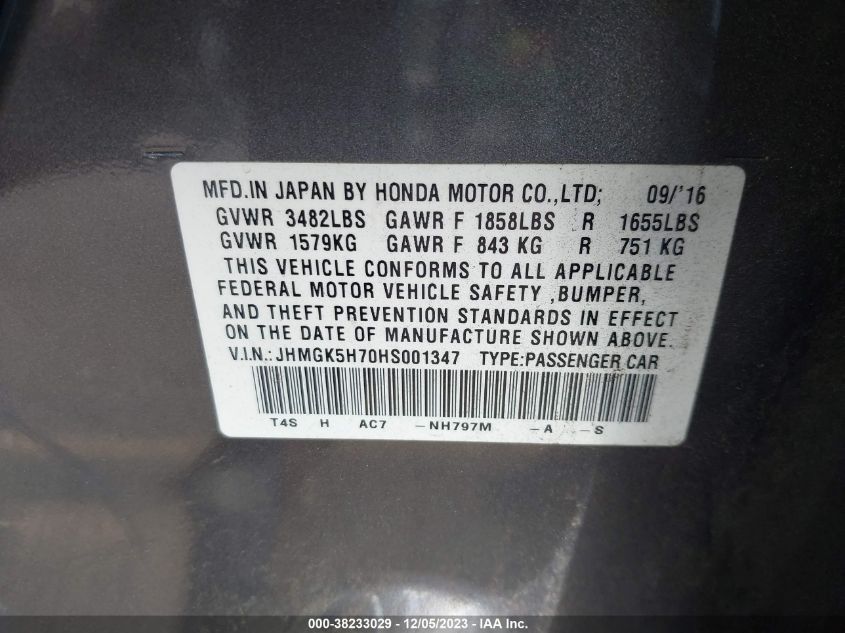 MFD.IN JAPAN BY HONDA MOTOR CO.,LTD; 09/'16
GVWR 3482LBS GAWR F 1858LBS R 1655LBS
GVWR 1579KG GAWR F 843 KG R 751 KG
THIS VEHICLE CONFORMS TO ALL APPLICABLE
FEDERAL MOTOR VEHICLE SAFETY ,BUMPER,
AND THEFT PREVENTION STANDARDS IN EFFECT
ON THE DATE OF MANUFACTURE SHOWN ABOVE.
V.I.N.: JHMGK5H70HS001347 TYPE:PASSENGER CAR
T4S H AC7 -NH797M -A -S
000-38233029 - 12/05/2023 - IAA Inc.